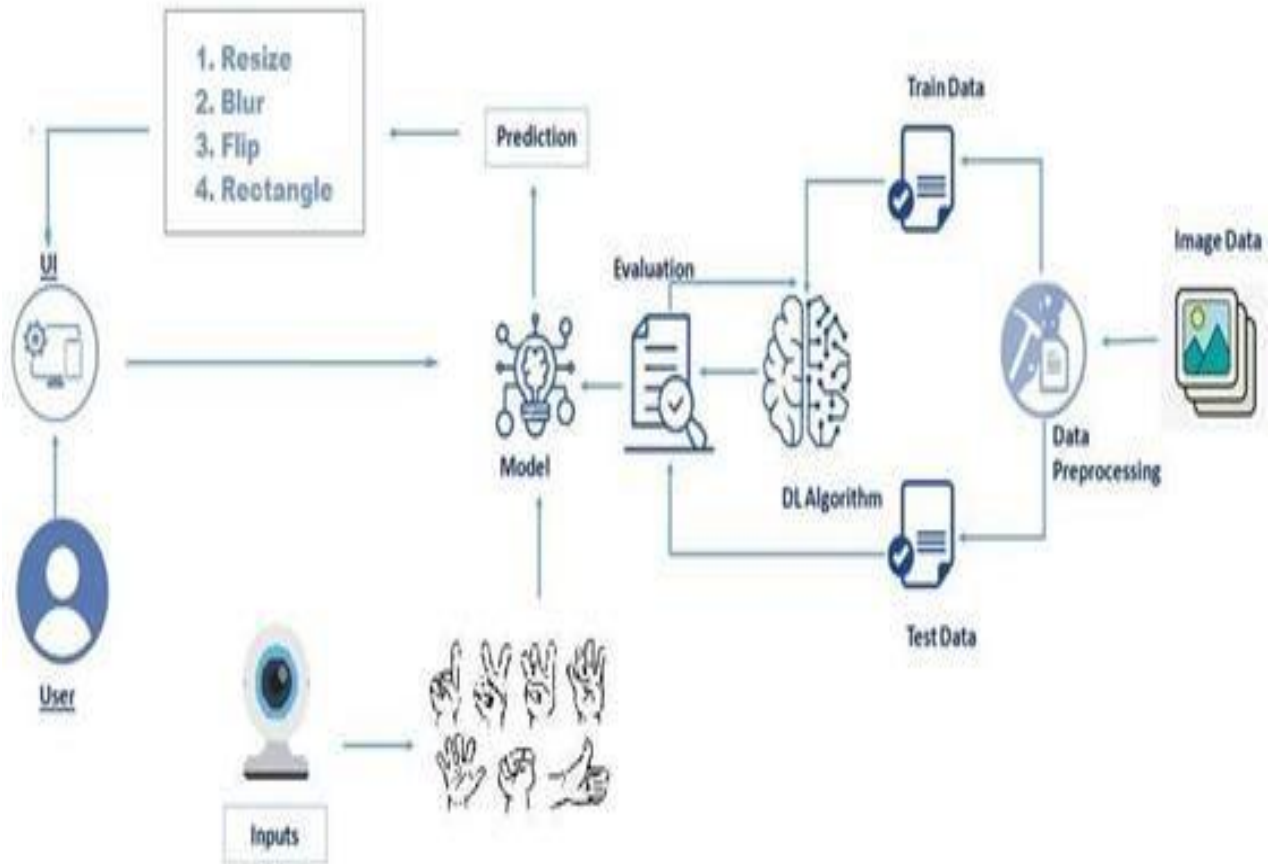 1. Resize
2. Blur
3. Flip
4. Rectangle
Prediction
Train Data
Image Data
UI
Evaluation
Model
DL Algorithm
Data
Preprocessing
Test Data
User
Inputs